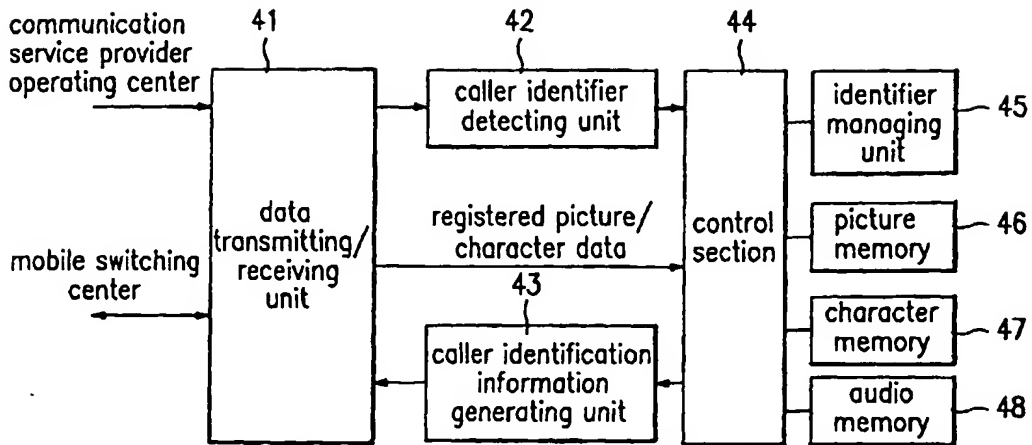 communication
service provider
operating center
41
42
44
caller identifier
detecting unit
identifier
managing
unit
45
data
transmitting/
receiving
unit
registered picture/
character data
control
section
picture
memory
46
mobile switching
center
43
caller identification
information
generating unit
character
memory
47
audio
memory
48